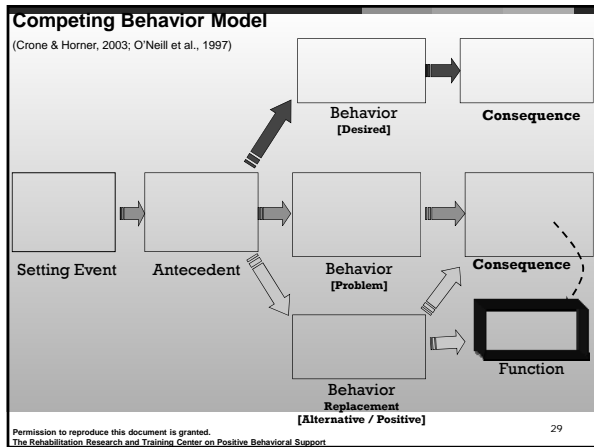 Competing Behavior Model
(Crone & Horner, 2003; O'Neill et al., 1997)
Behavior
[Desired]
Consequence
Setting Event
Antecedent
Behavior
[Problem]
Consequence
Function
Behavior
Replacement
[Alternative / Positive]
Permission to reproduce this document is granted.
The Rehabilitation Research and Training Center on Positive Behavioral Support
29